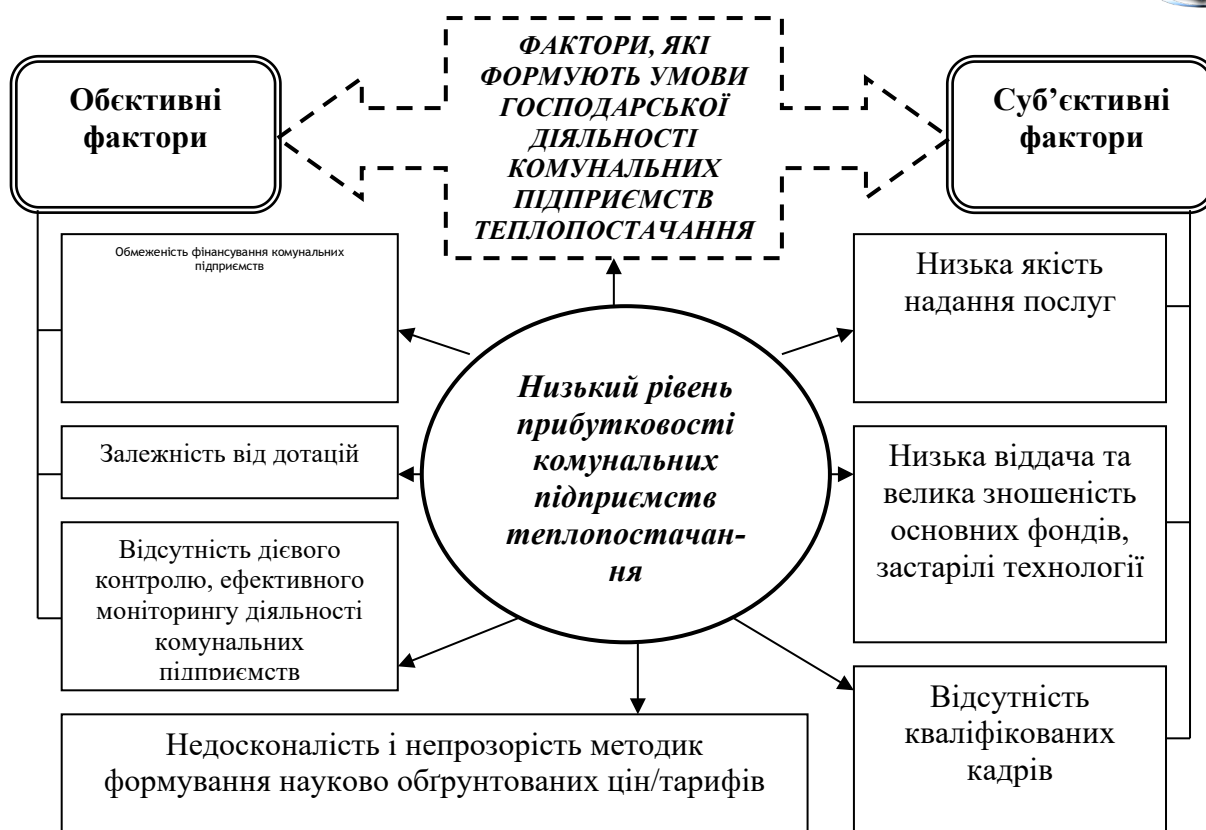 ФАКТОРИ, ЯКІ
ФОРМУЮТЬ УМОВИ
ГОСПОДАРСЬКОЇ
ДІЯЛЬНОСТІ
КОМУНАЛЬНИХ
ПІДПРИЄМСТВ
ТЕПЛОПОСТАЧАННЯ
Обєктивні
фактори
Суб’єктивні
фактори
Обмеженість фінансування комунальних
підприємств
Залежність від дотацій
Відсутність дієвого
контролю, ефективного
моніторингу діяльності
комунальних
підприємств
Низький рівень
прибутковості
комунальних
підприємств
теплопостачан-
ня
Низька якість
надання послуг
Низька віддача та
велика зношеність
основних фондів,
застарілі технології
Відсутність
кваліфікованих
кадрів
Недосконалість і непрозорість методик
формування науково обґрунтованих цін/тарифів